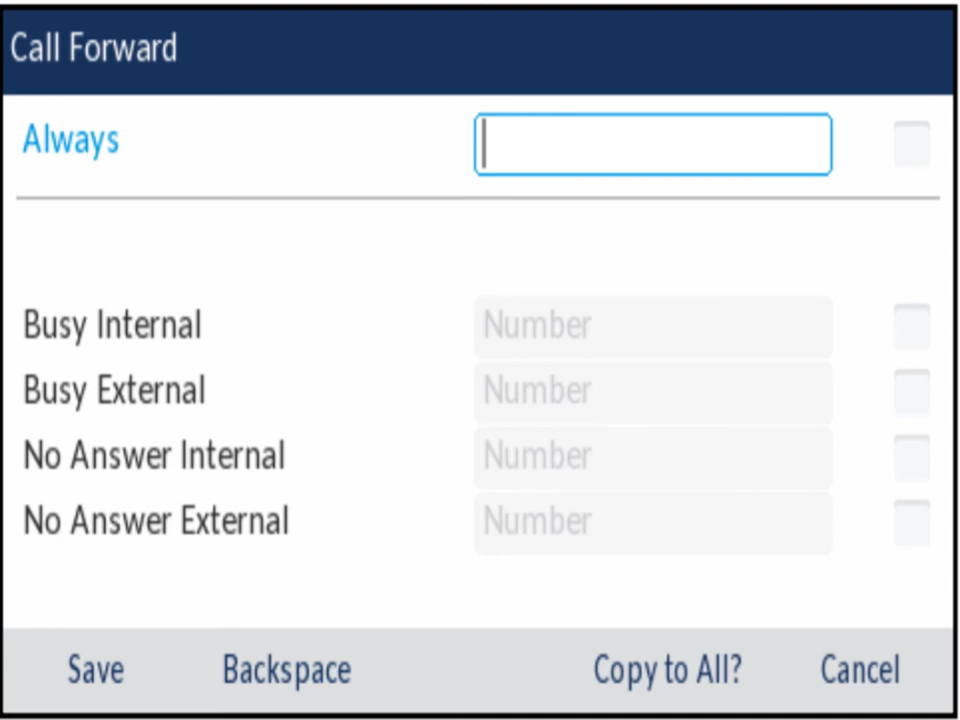 Call Forward
Always
Busy Internal Number
Busy External Number
No Answer Internal Number
No Answer External Number
Save Backspace Copy to All? Cancel